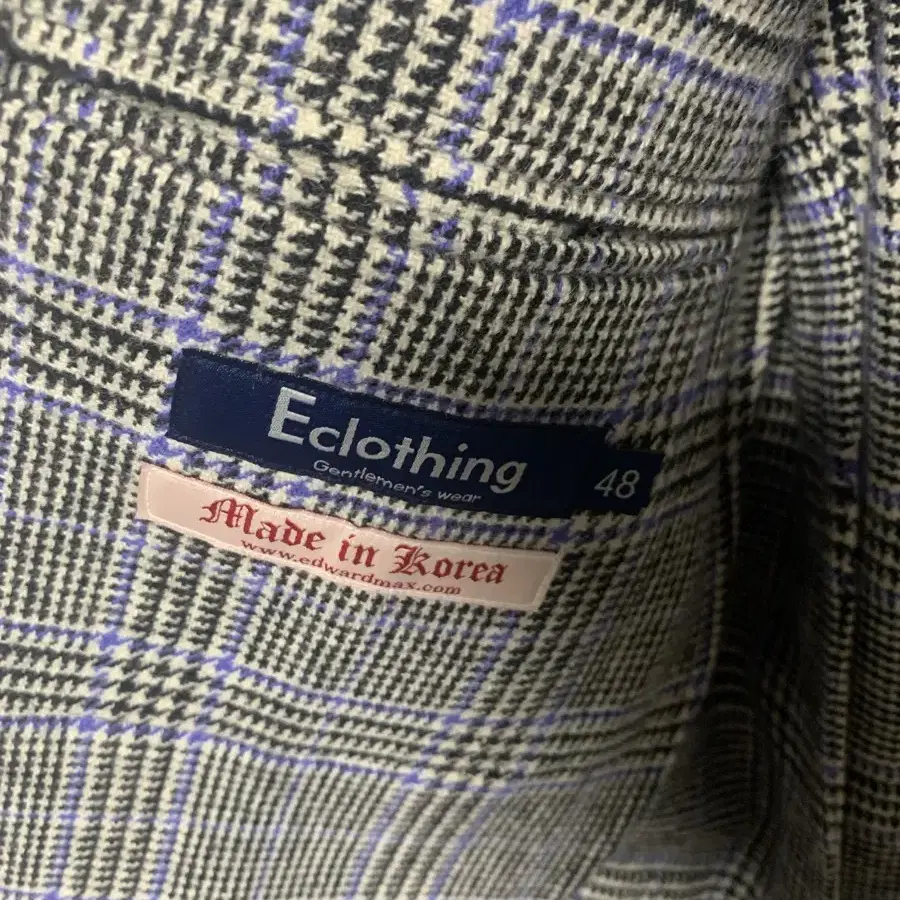 Eclothing
Gentlemen's wear
48
Made in Korea
www.edwardmax.com